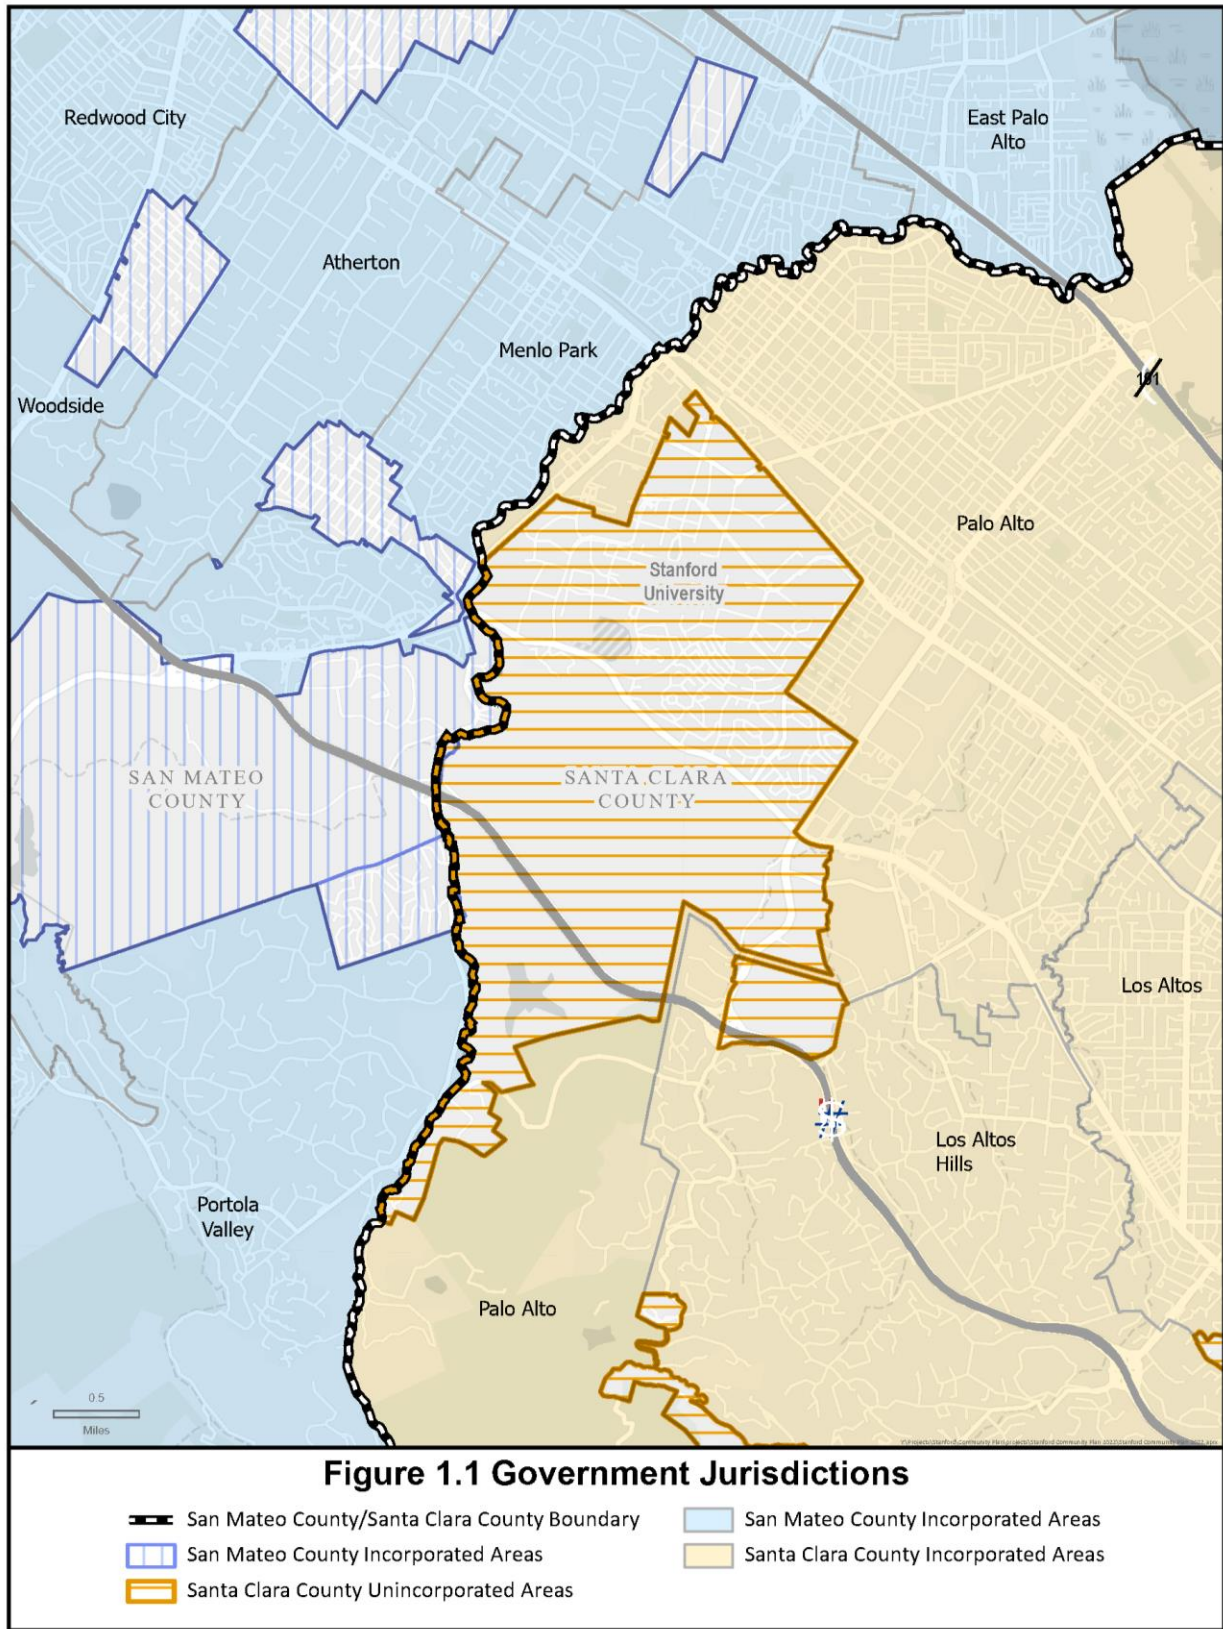 Redwood City
East Palo
Alto
Atherton
Menlo Park
101
Woodside
Palo Alto
Stanford
University
SAN MATEO
COUNTY
SANTA CLARA
COUNTY
Los Altos
Los Altos
Hills
Portola
Valley
Palo Alto
0.5
Miles
Figure 1.1 Government Jurisdictions
San Mateo County/Santa Clara County Boundary
San Mateo County Incorporated Areas
San Mateo County Incorporated Areas
Santa Clara County Incorporated Areas
Santa Clara County Unincorporated Areas